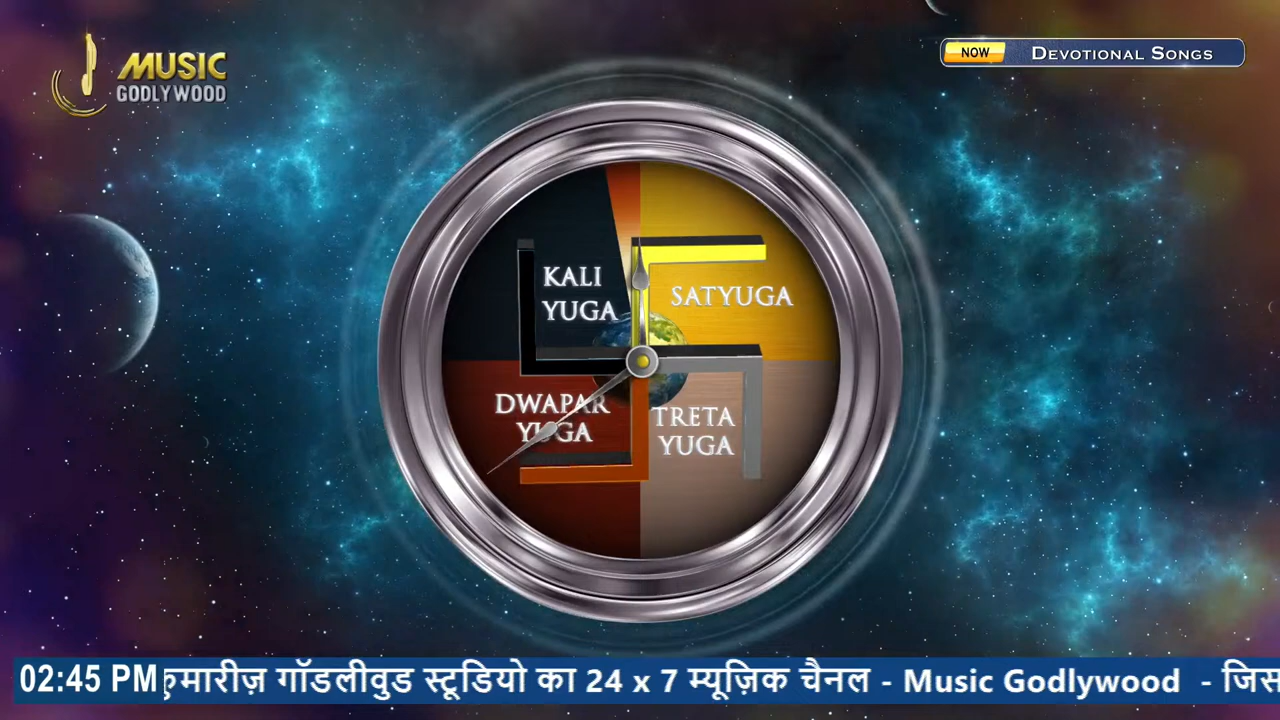 MUSIC
GODLYWOOD
NOW DEVOTIONAL SONGS
KALI
YUGA
SATYUGA
DWAPAR
YUGA
TRETA
YUGA
02:45 PM गॉडलीवुड स्टूडियो का 24 x 7 म्यूज़िक चैनल - Music Godlywood - जिस